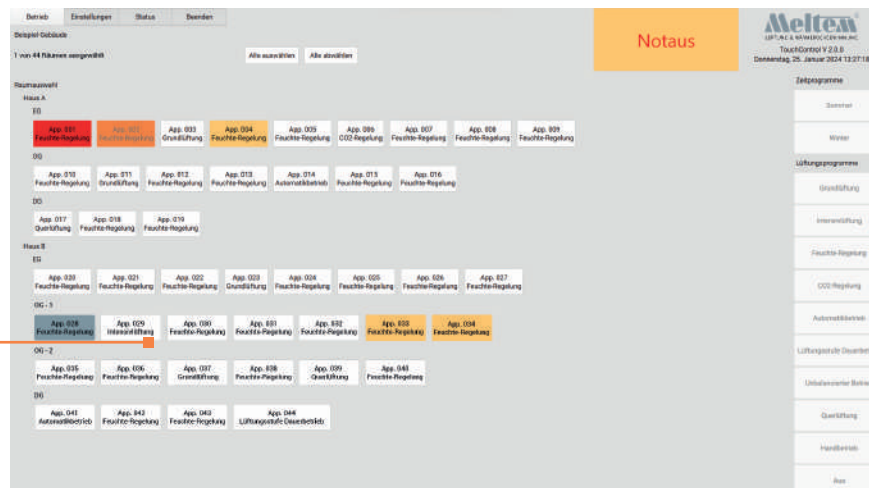 Betrieb Einstellungen Status Beenden
Beispiel-Gebäude
1 von 44 Räumen ausgewählt Alle auswählen Alle abwählen
Notaus
Meltem
LÜFTUNG & WÄRMERÜCKGEWINNUNG
TouchControl V 2.0.0
Donnerstag, 25. Januar 2024 13:27:18
Raumauswahl
Haus A
EG
App. 001 App. 002 App. 003 App. 004 App. 005 App. 006 App. 007 App. 008 App. 009
Feuchte-Regelung Feuchte-Regelung Grundlüftung Feuchte-Regelung Feuchte-Regelung CO2-Regelung Feuchte-Regelung Feuchte-Regelung Feuchte-Regelung
OG
App. 010 App. 011 App. 012 App. 013 App. 014 App. 015 App. 016
Feuchte-Regelung Grundlüftung Feuchte-Regelung Feuchte-Regelung Automatikbetrieb Feuchte-Regelung Feuchte-Regelung
DG
App. 017 App. 018 App. 019
Querlüftung Feuchte-Regelung Feuchte-Regelung
Haus B
EG
App. 020 App. 021 App. 022 App. 023 App. 024 App. 025 App. 026 App. 027
Feuchte-Regelung Feuchte-Regelung Feuchte-Regelung Grundlüftung Feuchte-Regelung Feuchte-Regelung Feuchte-Regelung Feuchte-Regelung
OG - 1
App. 028 App. 029 App. 030 App. 031 App. 032 App. 033 App. 034
Feuchte-Regelung Intensivlüftung Feuchte-Regelung Feuchte-Regelung Feuchte-Regelung Feuchte-Regelung Feuchte-Regelung
OG - 2
App. 035 App. 036 App. 037 App. 038 App. 039 App. 040
Feuchte-Regelung Feuchte-Regelung Grundlüftung Feuchte-Regelung Querlüftung Feuchte-Regelung
DG
App. 041 App. 042 App. 043 App. 044
Automatikbetrieb Feuchte-Regelung Feuchte-Regelung Lüftungsstufe Dauerbetrieb
Zeitprogramme
Sommer
Winter
Lüftungsprogramme
Grundlüftung
Intensivlüftung
Feuchte-Regelung
CO2-Regelung
Automatikbetrieb
Lüftungsstufe Dauerbet
Unbalancierter Betrie
Querlüftung
Handbetrieb
Aus